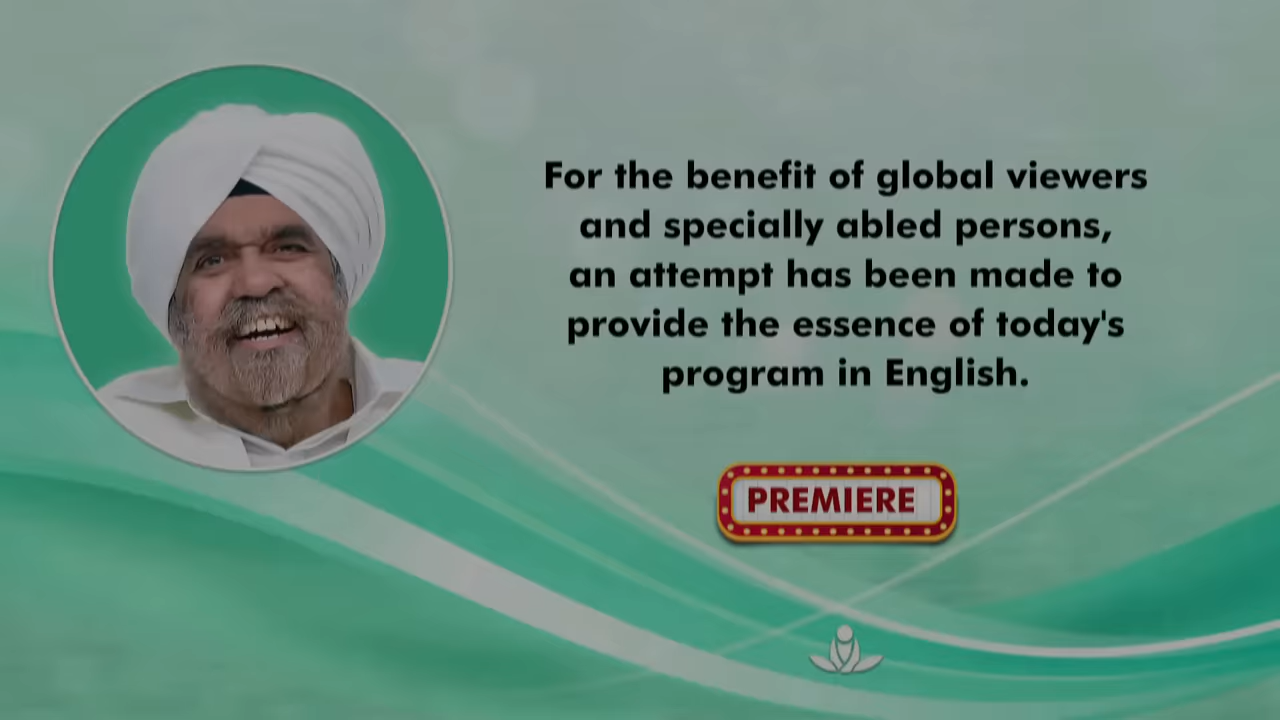 For the benefit of global viewers
and specially abled persons,
an attempt has been made to
provide the essence of today's
program in English.
PREMIERE